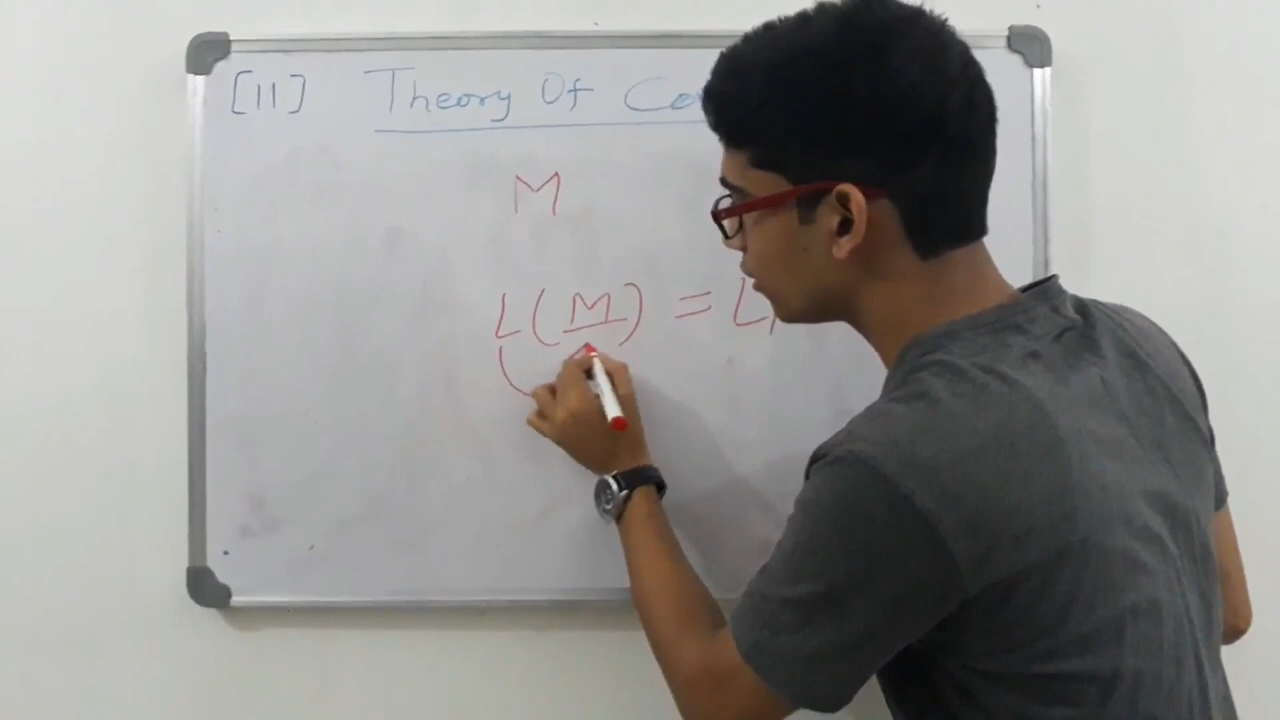 [11] Theory Of
M
L(M) = L